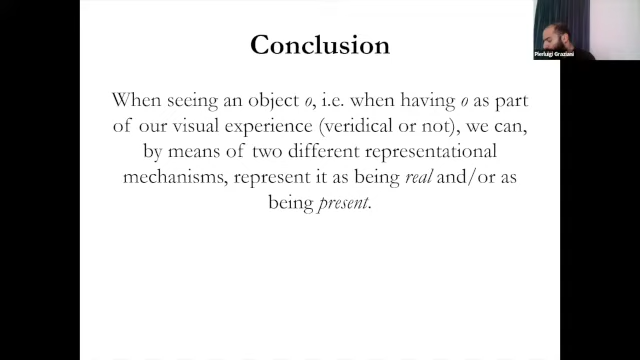 Conclusion
When seeing an object o, i.e. when having o as part
of our visual experience (veridical or not), we can,
by means of two different representational
mechanisms, represent it as being real and/or as
being present.
Pierluigi Graziani